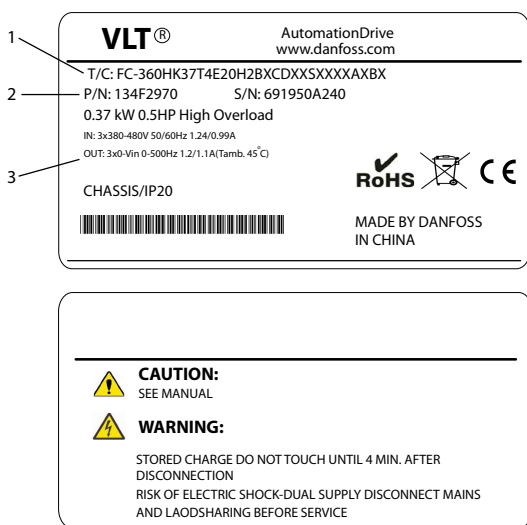 VLT ® AutomationDrive
www.danfoss.com
1
T/C: FC-360HK37T4E20H2BXCDXXSXXXXAXBX
2
P/N: 134F2970 S/N: 691950A240
0.37 kW 0.5HP High Overload
IN: 3x380-480V 50/60Hz 1.24/0.99A
OUT: 3x0-Vin 0-500Hz 1.2/1.1A(Tamb. 45°C)
3
RoHS CE
CHASSIS/IP20
MADE BY DANFOSS
IN CHINA
CAUTION:
SEE MANUAL
WARNING:
STORED CHARGE DO NOT TOUCH UNTIL 4 MIN. AFTER
DISCONNECTION
RISK OF ELECTRIC SHOCK-DUAL SUPPLY DISCONNECT MAINS
AND LAODSHARING BEFORE SERVICE